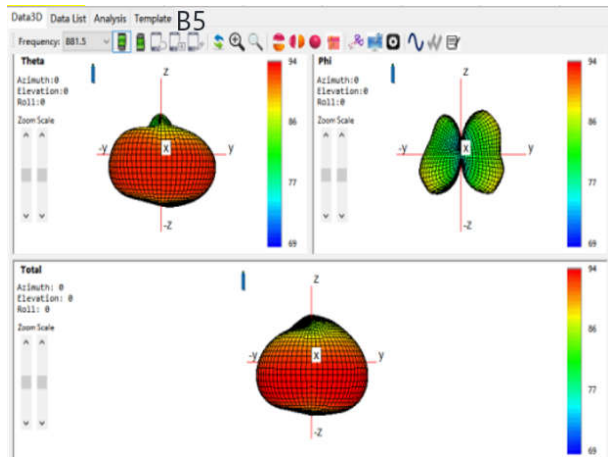 Data3D Data List Analysis Template B5
Frequency: 881.5
Theta
Azimuth:0
Elevation:0
Roll:0
Zoom Scale
z
-y
x
y
-z
94
86
77
69
Phi
Azimuth:0
Elevation:0
Roll:0
Zoom Scale
z
-y
x
y
-z
94
86
77
69
Total
Azimuth: 0
Elevation: 0
Roll: 0
Zoom Scale
z
-y
x
y
-z
94
86
77
69